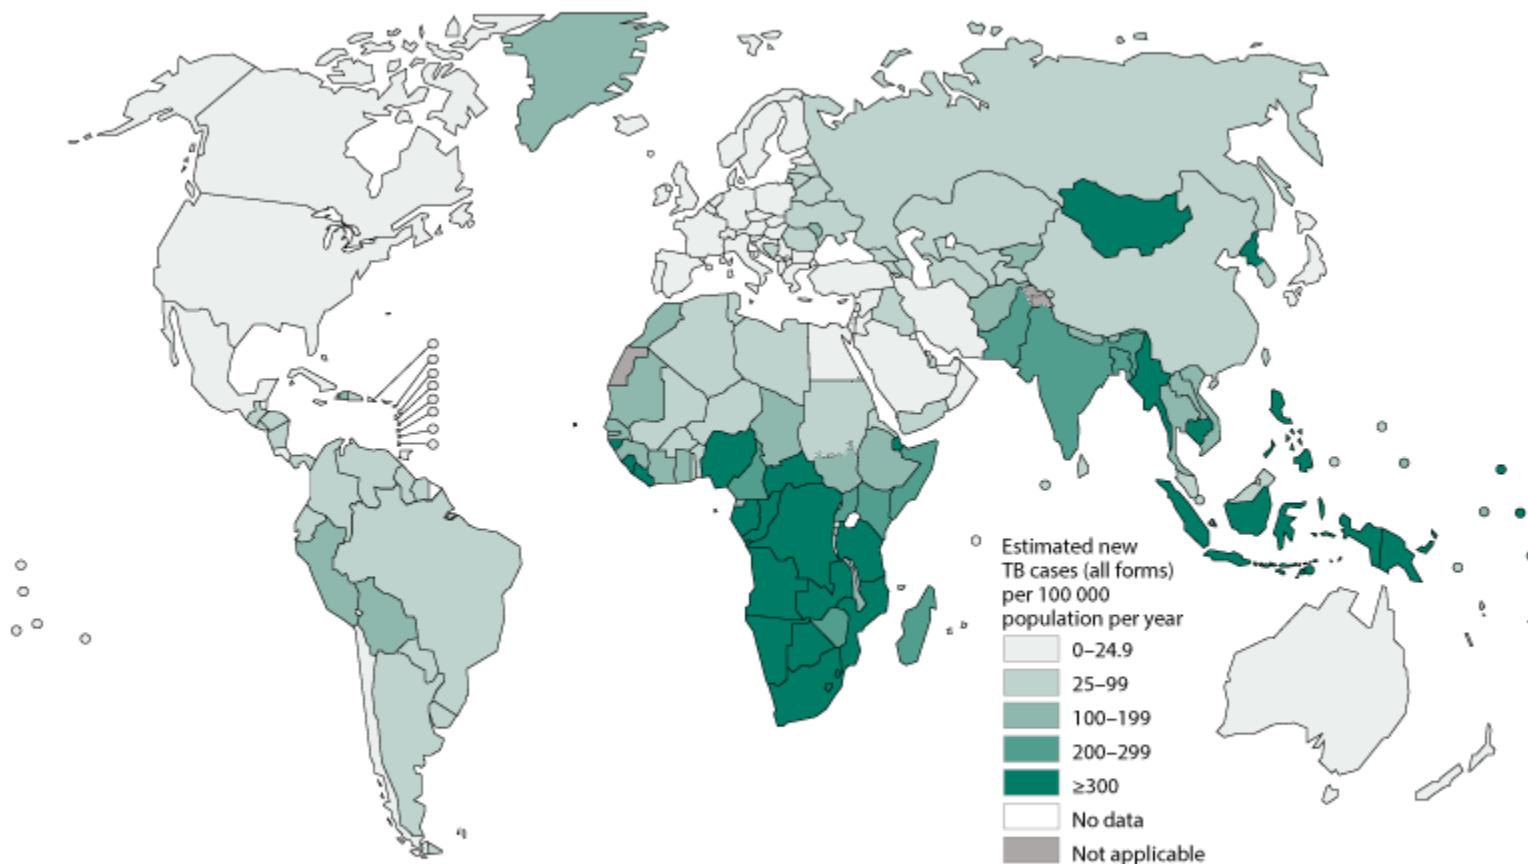 Estimated new
TB cases (all forms)
per 100 000
population per year
0–24.9
25–99
100–199
200–299
≥300
No data
Not applicable